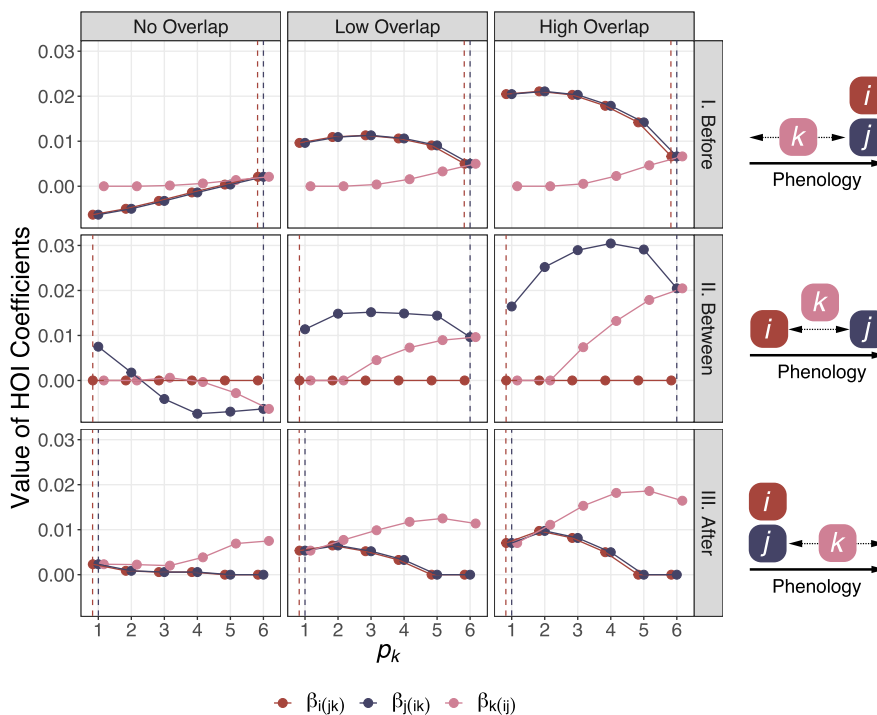 No Overlap Low Overlap High Overlap
Value of HOI Coefficients
0.03
0.02
0.01
0.00
I. Before
i
k j
Phenology
0.03
0.02
0.01
0.00
II. Between
k
i j
Phenology
0.03
0.02
0.01
0.00
III. After
i
j k
Phenology
1 2 3 4 5 6 1 2 3 4 5 6 1 2 3 4 5 6
pₖ
βᵢ₍ⱼₖ₎ βⱼ₍ᵢₖ₎ βₖ₍ᵢⱼ₎